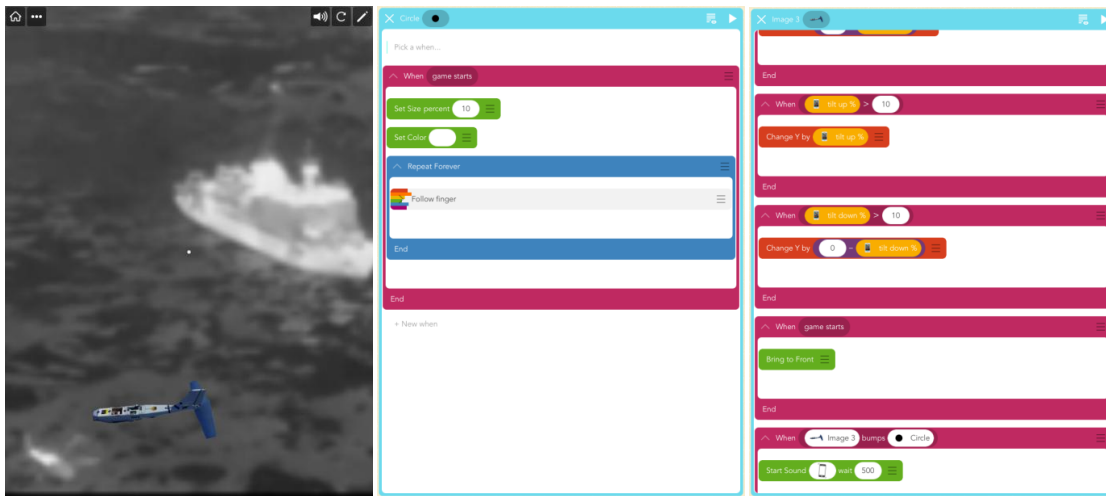 Circle
Pick a when...
When game starts
Set Size percent 10
Set Color
Repeat Forever
Follow finger
End
End
+ New when
Image 3
End
When tilt up % > 10
Change Y by tilt up %
End
When tilt down % > 10
Change Y by 0 - tilt down %
End
When game starts
Bring to Front
End
When Image 3 bumps Circle
Start Sound wait 500